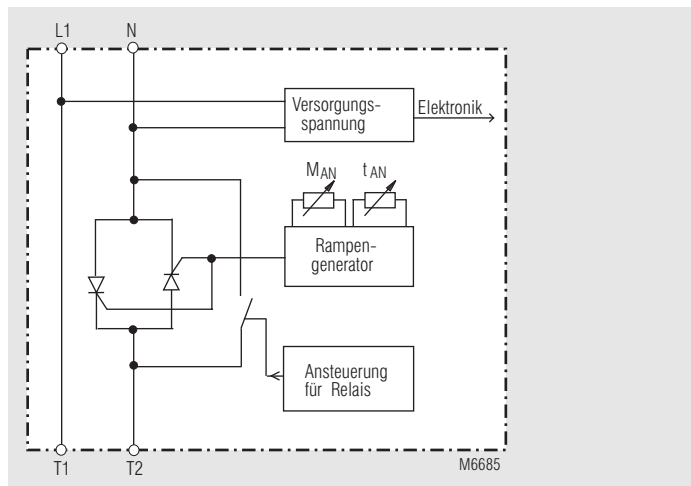 L1 N
Versorgungs-
spannung
Elektronik
MAN tAN
Rampen-
generator
Ansteuerung
für Relais
T1 T2
M6685